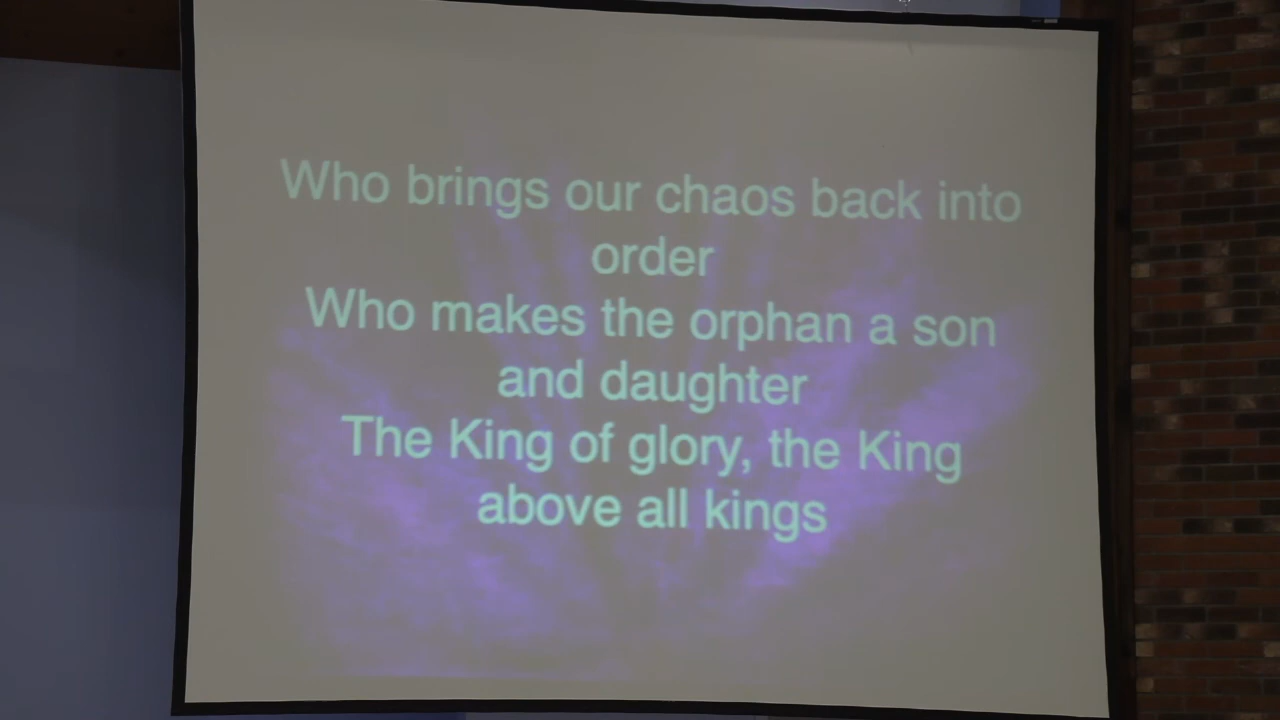 Who brings our chaos back into
order
Who makes the orphan a son
and daughter
The King of glory, the King
above all kings